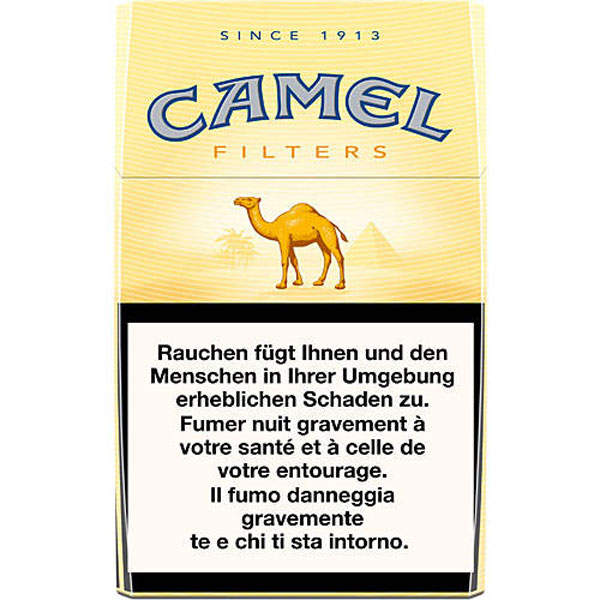 SINCE 1913
CAMEL
FILTERS
Rauchen fügt Ihnen und den
Menschen in Ihrer Umgebung
erheblichen Schaden zu.
Fumer nuit gravement à
votre santé et à celle de
votre entourage.
Il fumo danneggia
gravemente
te e chi ti sta intorno.